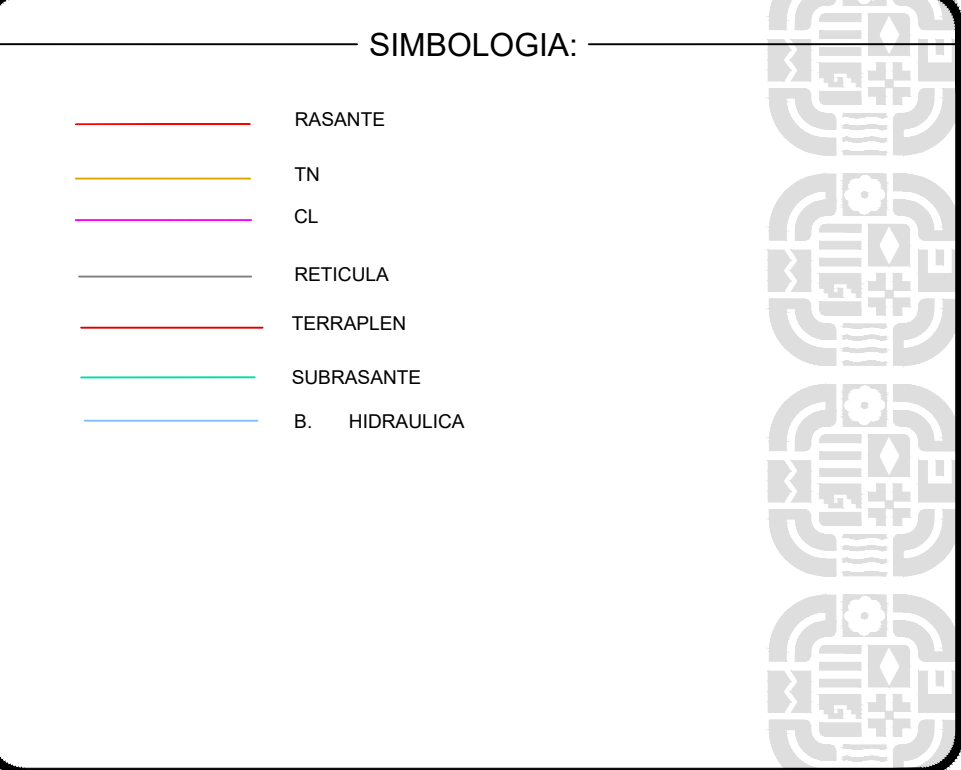 SIMBOLOGIA:
RASANTE
TN
CL
RETICULA
TERRAPLEN
SUBRASANTE
B. HIDRAULICA